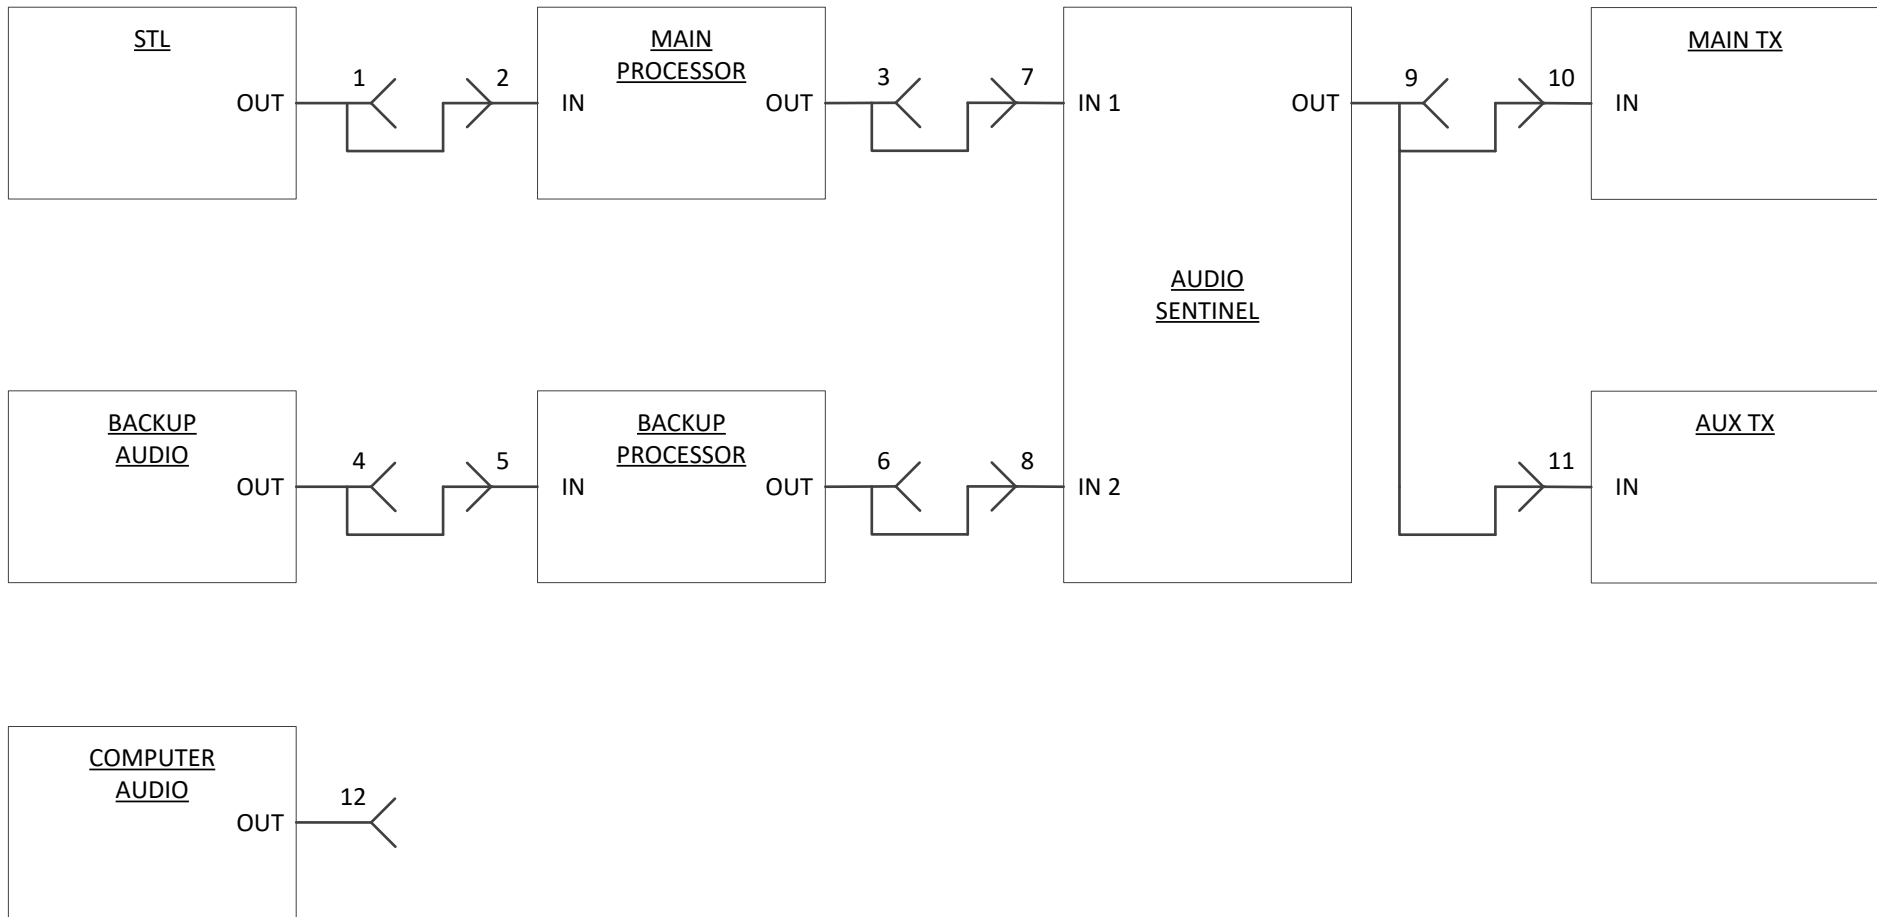 STL
OUT
1
2
MAIN
PROCESSOR
IN
OUT
3
7
IN 1
OUT
AUDIO
SENTINEL
IN 2
9
10
MAIN TX
IN
BACKUP
AUDIO
OUT
4
5
BACKUP
PROCESSOR
IN
OUT
6
8
11
AUX TX
IN
COMPUTER
AUDIO
OUT
12